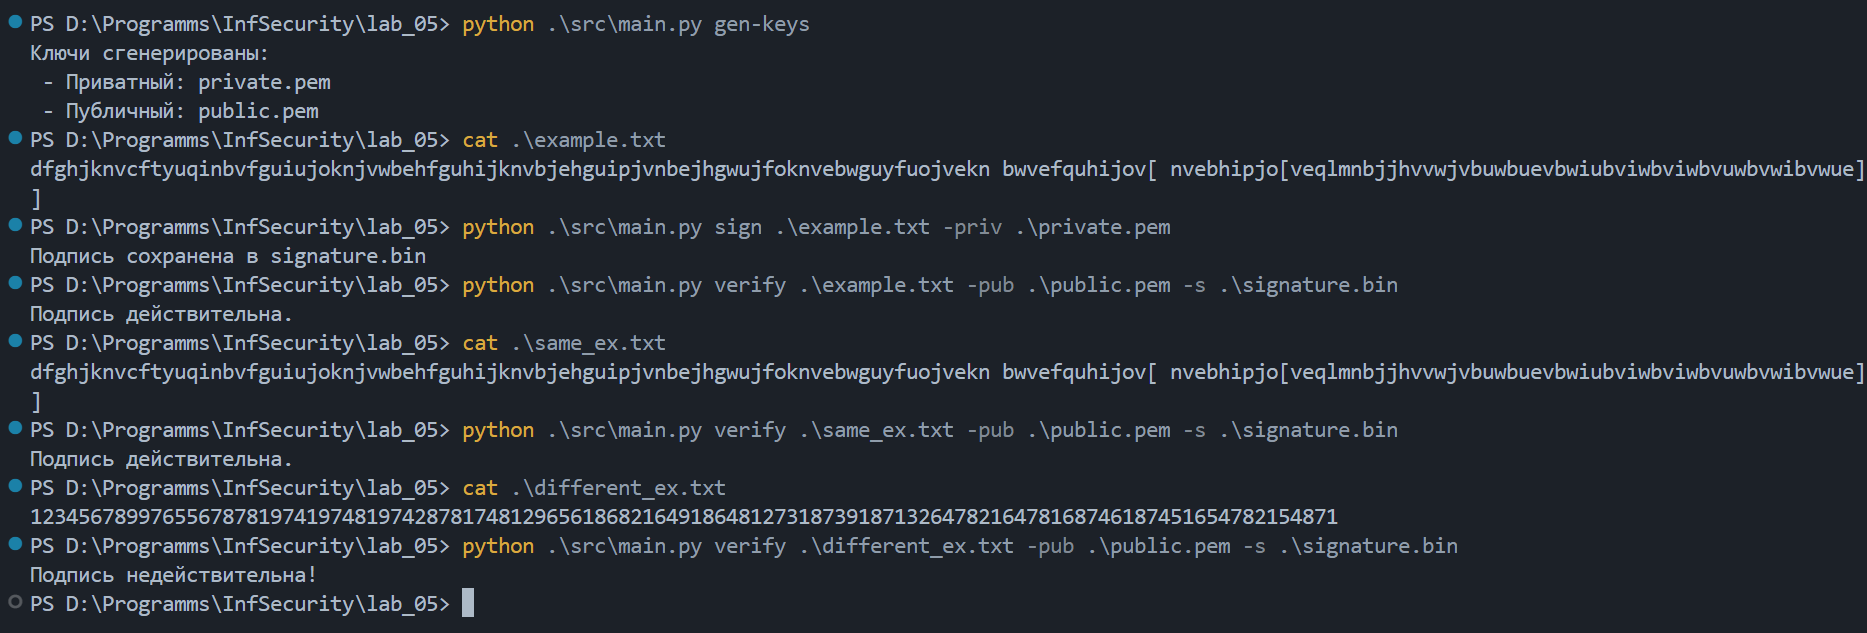 PS D:\Programms\InfSecurity\lab_05> python .\src\main.py gen-keys
Ключи сгенерированы:
- Приватный: private.pem
- Публичный: public.pem
PS D:\Programms\InfSecurity\lab_05> cat .\example.txt
dfghjknvcftyuqinbvfguiujoknjvwbehfguhijknvbjehguipjvnbejhgwujfoknvebwguyfuojvekn bwvefquhijov[ nvebhipjo[veqlmnbjjhvvwjvbuwbuevbwiubviwbviwbvuwbvwibvwue]
]
PS D:\Programms\InfSecurity\lab_05> python .\src\main.py sign .\example.txt -priv .\private.pem
Подпись сохранена в signature.bin
PS D:\Programms\InfSecurity\lab_05> python .\src\main.py verify .\example.txt -pub .\public.pem -s .\signature.bin
Подпись действительна.
PS D:\Programms\InfSecurity\lab_05> cat .\same_ex.txt
dfghjknvcftyuqinbvfguiujoknjvwbehfguhijknvbjehguipjvnbejhgwujfoknvebwguyfuojvekn bwvefquhijov[ nvebhipjo[veqlmnbjjhvvwjvbuwbuevbwiubviwbviwbvuwbvwibvwue]
]
PS D:\Programms\InfSecurity\lab_05> python .\src\main.py verify .\same_ex.txt -pub .\public.pem -s .\signature.bin
Подпись действительна.
PS D:\Programms\InfSecurity\lab_05> cat .\different_ex.txt
1234567899765567878197419748197428781748129656186821649186481273187391871326478216478168746187451654782154871
PS D:\Programms\InfSecurity\lab_05> python .\src\main.py verify .\different_ex.txt -pub .\public.pem -s .\signature.bin
Подпись недействительна!
PS D:\Programms\InfSecurity\lab_05>